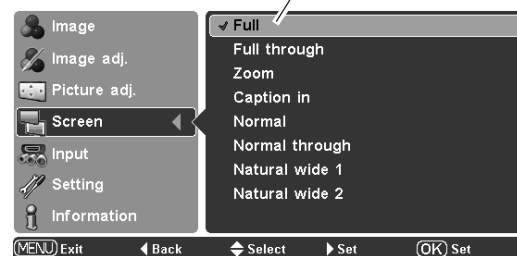 Image
Image adj.
Picture adj.
Screen
Input
Setting
Information
Full
Full through
Zoom
Caption in
Normal
Normal through
Natural wide 1
Natural wide 2
MENU Exit Back Select Set OK Set